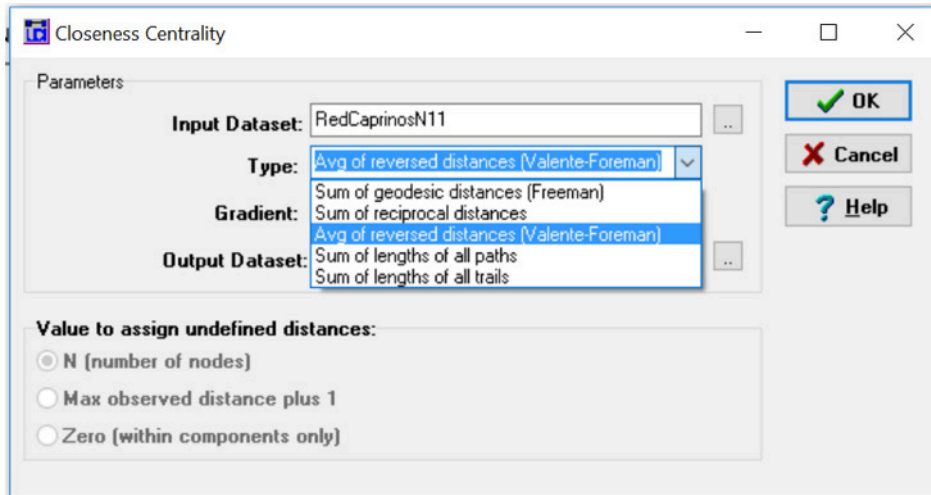 Closeness Centrality
Parameters
Input Dataset: RedCaprinosN11 ..
Type: Avg of reversed distances (Valente-Foreman)
Sum of geodesic distances (Freeman)
Gradient: Sum of reciprocal distances
Avg of reversed distances (Valente-Foreman)
Output Dataset: Sum of lengths of all paths ..
Sum of lengths of all trails
OK
Cancel
? Help
Value to assign undefined distances:
N (number of nodes)
Max observed distance plus 1
Zero (within components only)